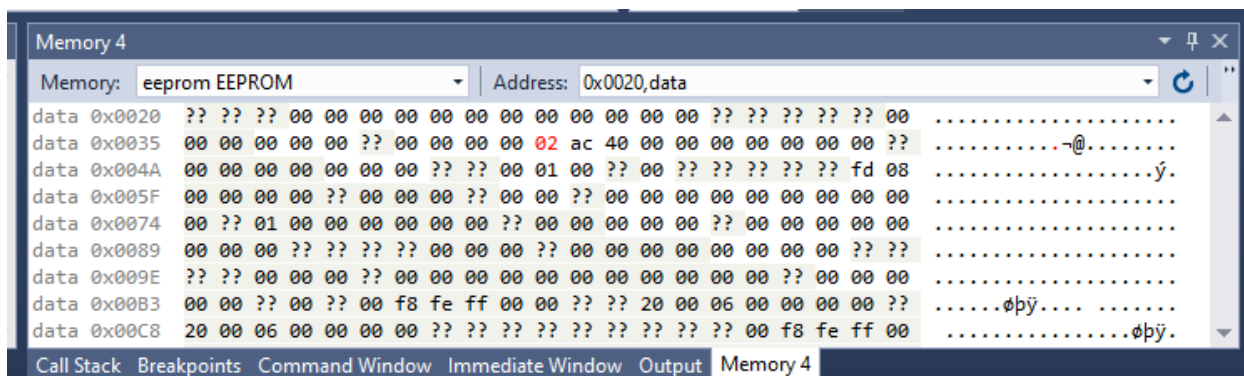 Memory 4
Memory: eeprom EEPROM Address: 0x0020,data
data 0x0020 ?? ?? ?? 00 00 00 00 00 00 00 00 00 00 00 00 ?? ?? ?? ?? ?? 00 .....................
data 0x0035 00 00 00 00 00 ?? 00 00 00 00 02 ac 40 00 00 00 00 00 00 00 ?? ...........¬@........
data 0x004A 00 00 00 00 00 00 00 ?? ?? 00 01 00 ?? 00 ?? ?? ?? ?? ?? fd 08 ...................ý.
data 0x005F 00 00 00 00 ?? 00 00 00 ?? 00 00 ?? 00 00 00 00 00 00 00 00 00 .....................
data 0x0074 00 ?? 01 00 00 00 00 00 00 ?? 00 00 00 00 00 ?? 00 00 00 00 00 .....................
data 0x0089 00 00 00 ?? ?? ?? ?? 00 00 00 ?? 00 00 00 00 00 00 00 00 ?? ?? .....................
data 0x009E ?? ?? 00 00 00 ?? 00 00 00 00 00 00 00 00 00 00 00 ?? 00 00 00 .....................
data 0x00B3 00 00 ?? 00 ?? 00 f8 fe ff 00 00 ?? ?? 20 00 06 00 00 00 00 ?? ......øþÿ.... .......
data 0x00C8 20 00 06 00 00 00 00 ?? ?? ?? ?? ?? ?? ?? ?? ?? 00 f8 fe ff 00  ................øþÿ.
Call Stack Breakpoints Command Window Immediate Window Output Memory 4